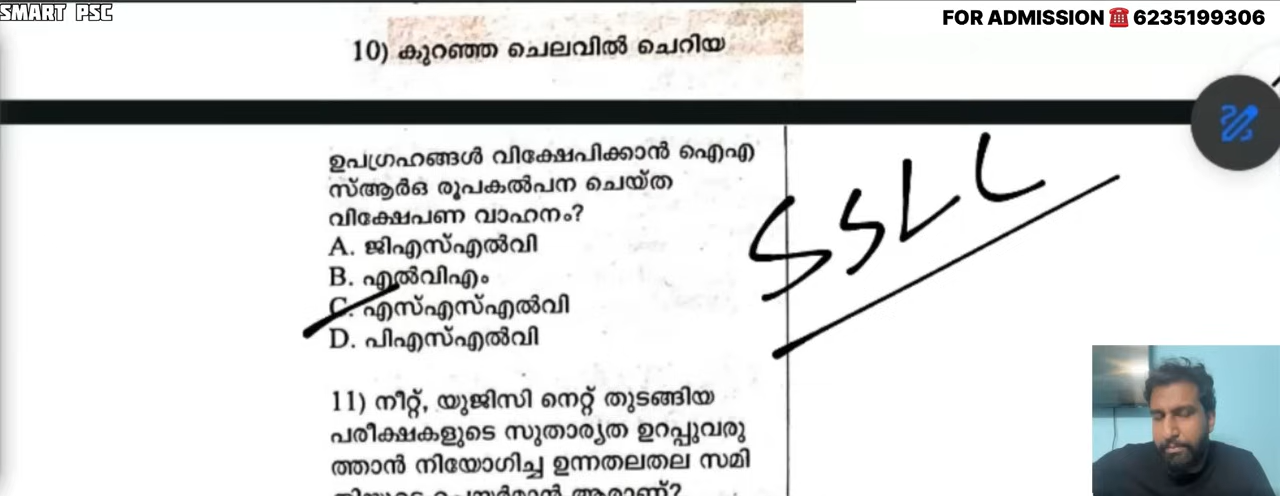 SMART PSC
FOR ADMISSION ☎️ 6235199306
10) കുറഞ്ഞ ചെലവിൽ ചെറിയ
ഉപഗ്രഹങ്ങൾ വിക്ഷേപിക്കാൻ ഐഎ
സ്ആർഒ രൂപകൽപന ചെയ്ത
വിക്ഷേപണ വാഹനം?
A. ജിഎസ്എൽവി
B. എൽവിഎം
C. എസ്എസ്എൽവി
D. പിഎസ്എൽവി
SSLL
11) നീറ്റ്, യുജിസി നെറ്റ് തുടങ്ങിയ
പരീക്ഷകളുടെ സുതാര്യത ഉറപ്പുവരു
ത്താൻ നിയോഗിച്ച ഉന്നതലതല സമി